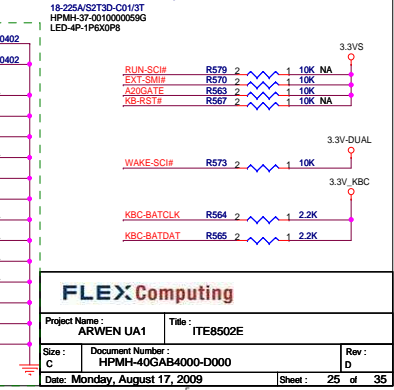 18-225A/S2T3D-C01/3T
HPMH-37-0010000059G
LED-4P-1P6X0P8
0402
0402
3.3VS
RUN-SCI# R579 2 1 10K NA
EXT-SMI# R570 2 1 10K
A20GATE R563 2 1 10K
KB-RST# R567 2 1 10K NA
3.3V-DUAL
WAKE-SCI# R573 2 1 10K
3.3V_KBC
KBC-BATCLK R564 2 1 2.2K
KBC-BATDAT R565 2 1 2.2K
FLEX Computing
Project Name : Title :
ARWEN UA1 ITE8502E
Size : Document Number : Rev :
C HPMH-40GAB4000-D000 D
Date: Monday, August 17, 2009 Sheet : 25 of 35